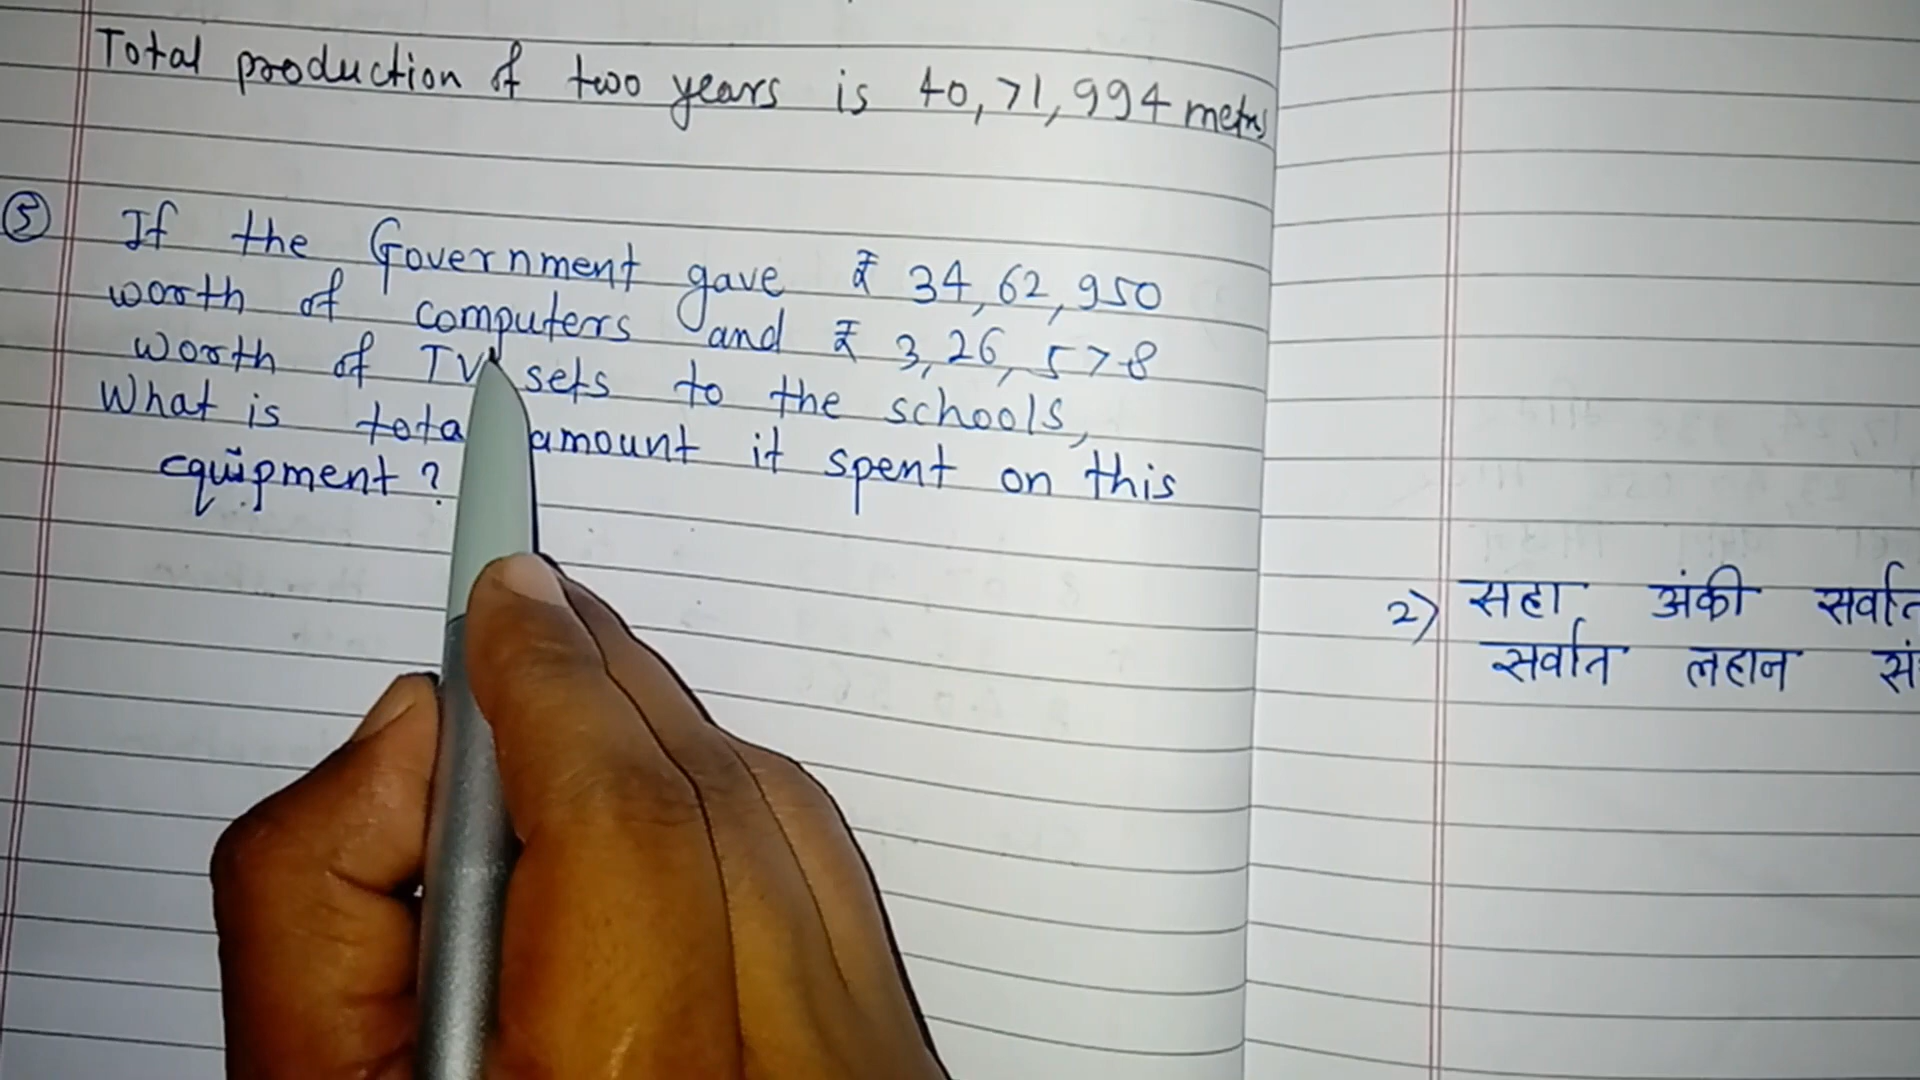 Total production of two years is 40,71,994 metres
5 If the Government gave ₹ 34,62,950
worth of computers and ₹ 3,26,578
worth of TV sets to the schools,
What is total amount it spent on this
equipment?
2) सहा अंकी
सर्वात लहान